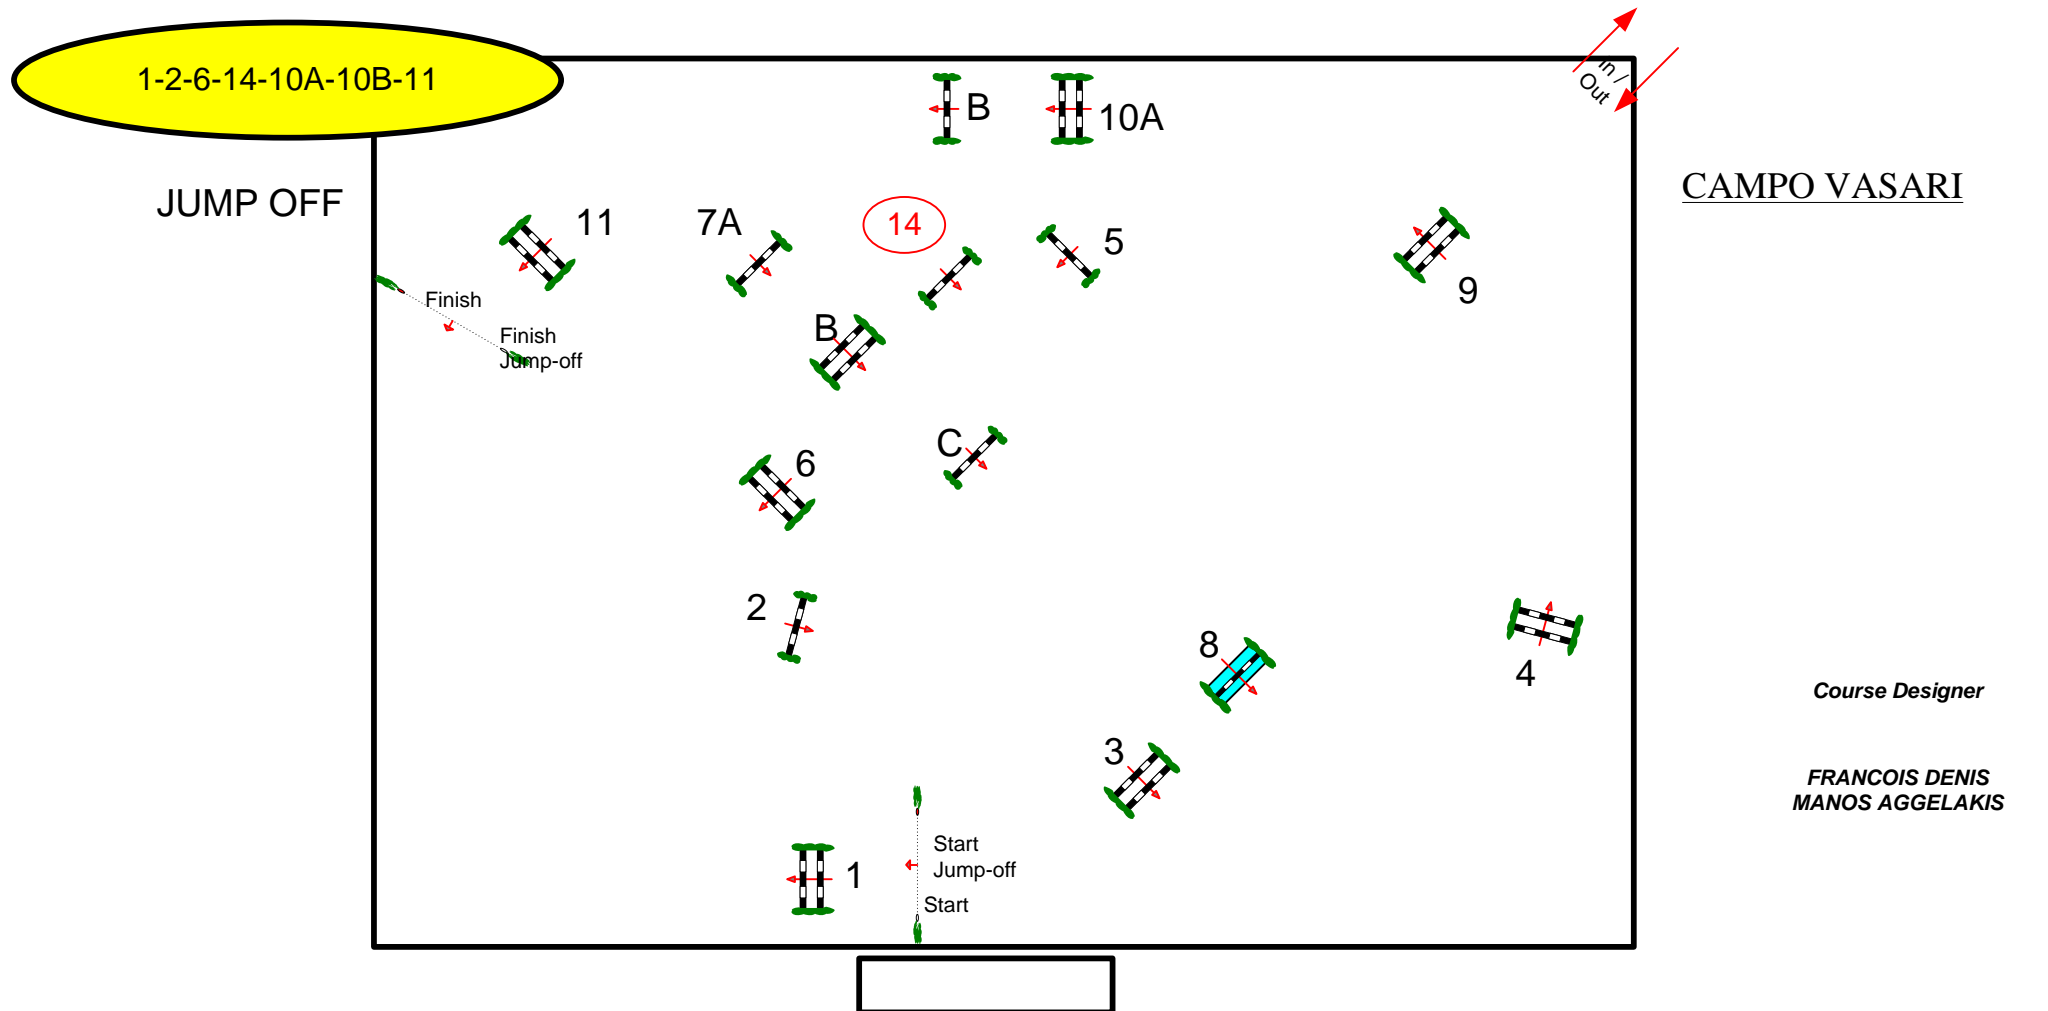 1-2-6-14-10A-10B-11
In /
Out
B
10A
CAMPO VASARI
JUMP OFF
11
7A
14
5
9
Finish
B
Finish
Jump-off
C
6
2
8
4
Course Designer
3
FRANCOIS DENIS
MANOS AGGELAKIS
Start
Jump-off
1
Start